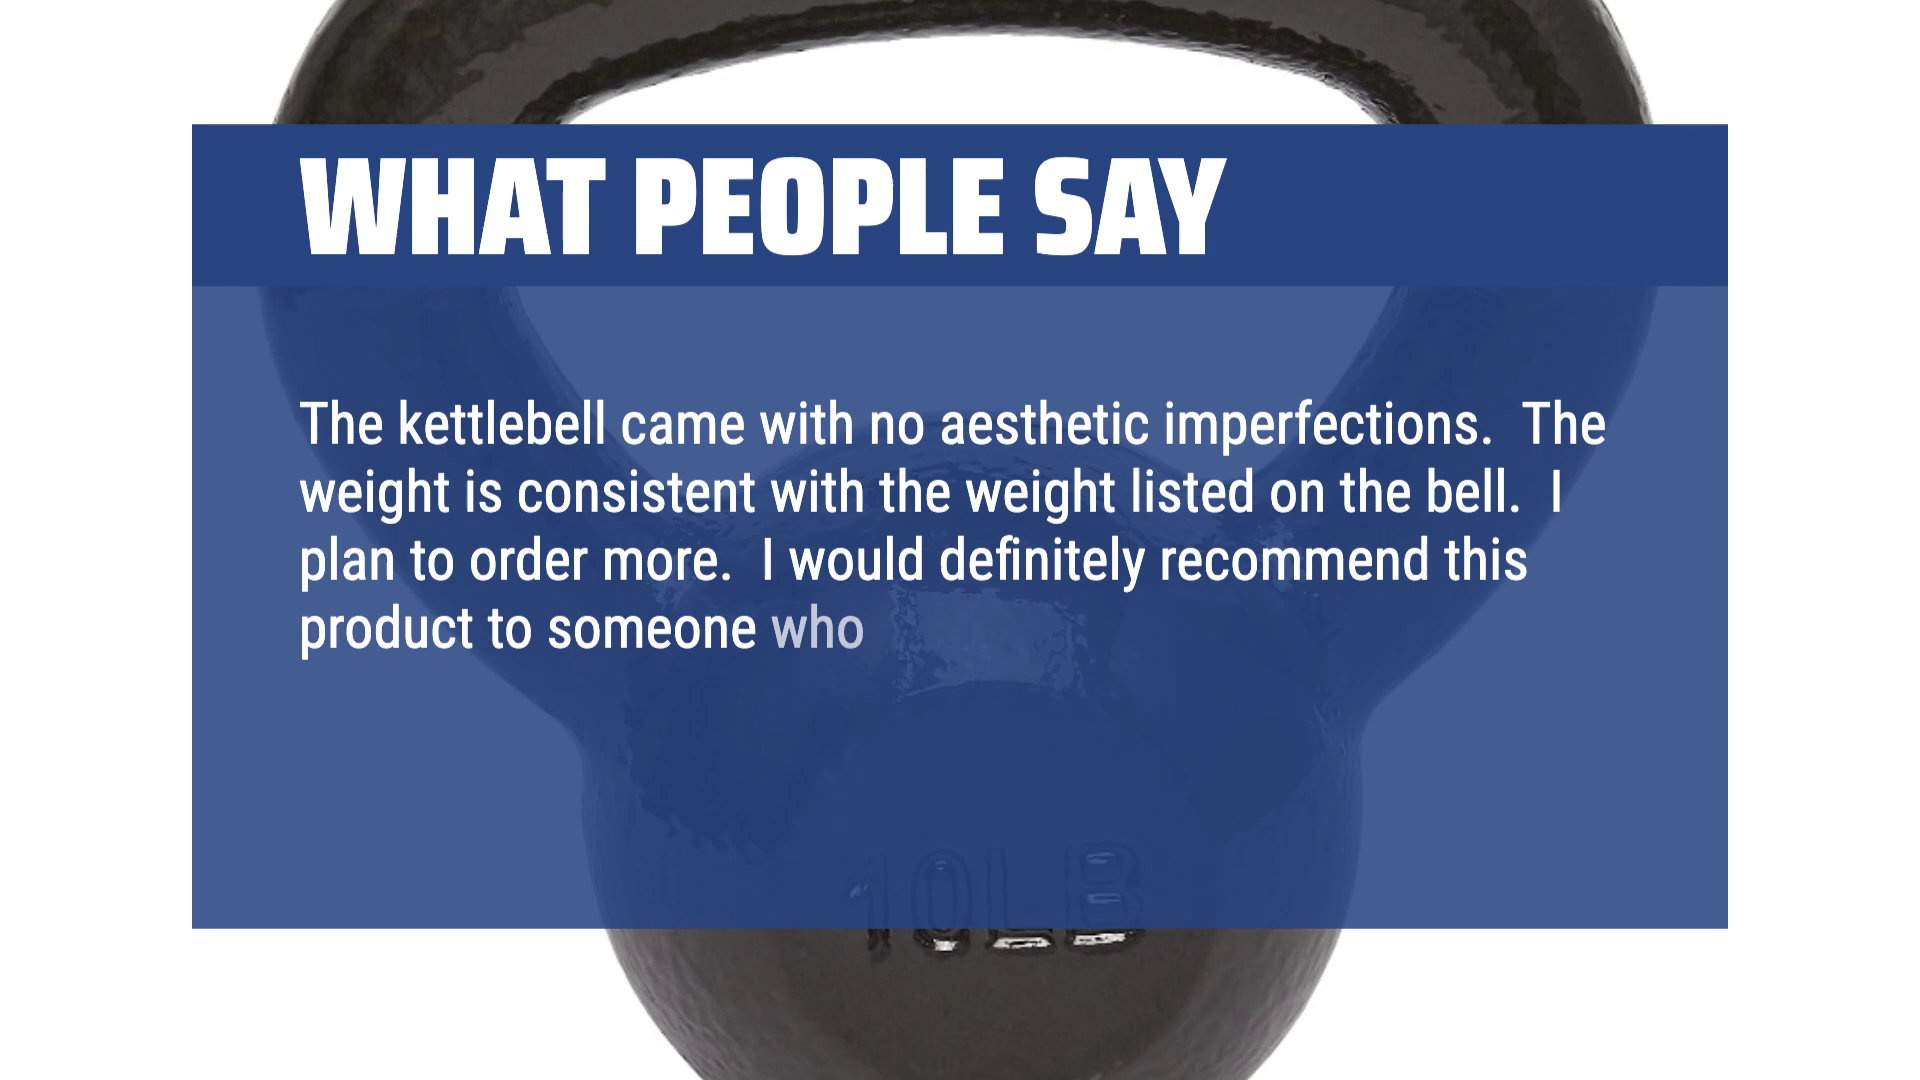 WHAT PEOPLE SAY
The kettlebell came with no aesthetic imperfections.  The
weight is consistent with the weight listed on the bell.  I
plan to order more.  I would definitely recommend this
product to someone who
10LB